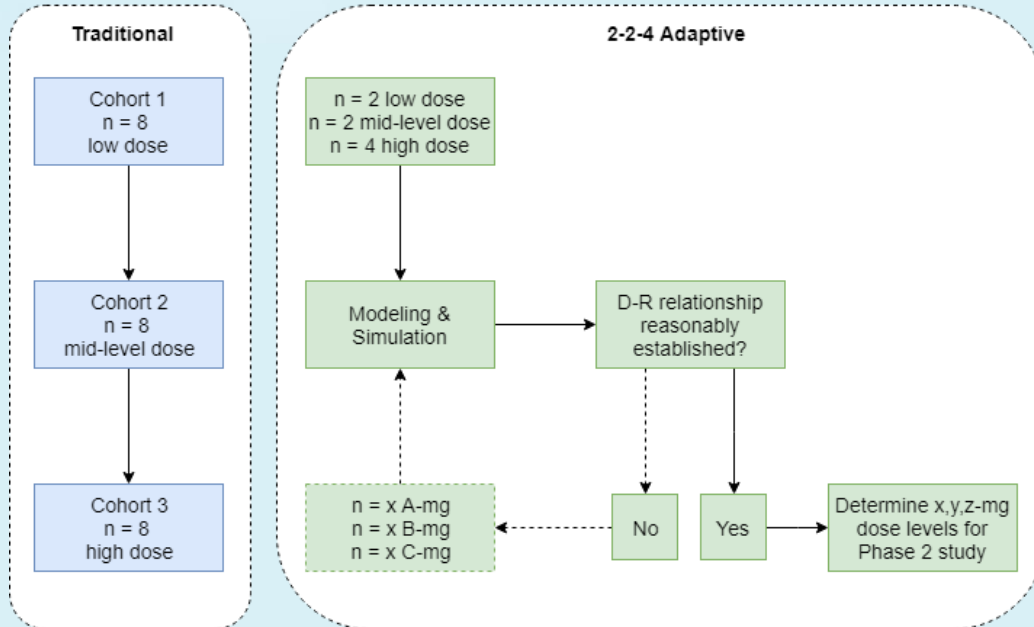 Traditional
Cohort 1
n = 8
low dose
Cohort 2
n = 8
mid-level dose
Cohort 3
n = 8
high dose
2-2-4 Adaptive
n = 2 low dose
n = 2 mid-level dose
n = 4 high dose
Modeling &
Simulation
D-R relationship
reasonably
established?
n = x A-mg
n = x B-mg
n = x C-mg
No
Yes
Determine x,y,z-mg
dose levels for
Phase 2 study